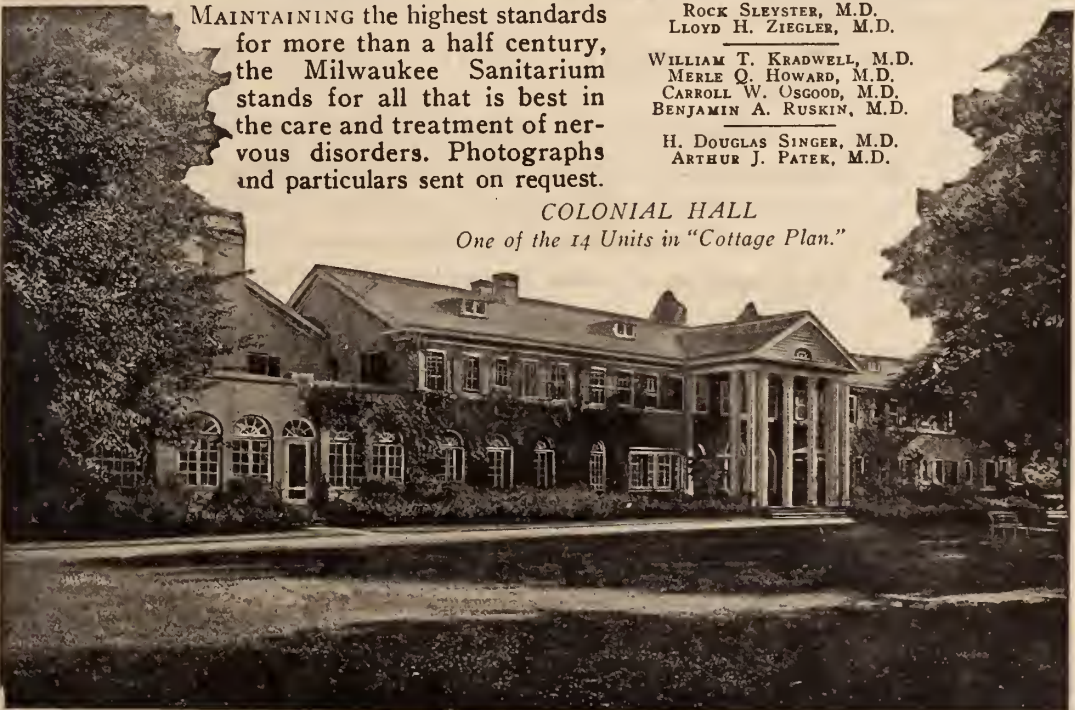 MAINTAINING the highest standards
for more than a half century,
the Milwaukee Sanitarium
stands for all that is best in
the care and treatment of ner-
vous disorders. Photographs
and particulars sent on request.
ROCK SLEYSTER, M.D.
LLOYD H. ZIEGLER, M.D.
WILLIAM T. KRADWELL, M.D.
MERLE Q. HOWARD, M.D.
CARROLL W. OSGOOD, M.D.
BENJAMIN A. RUSKIN, M.D.
H. DOUGLAS SINGER, M.D.
ARTHUR J. PATEK, M.D.
COLONIAL HALL
One of the 14 Units in "Cottage Plan."